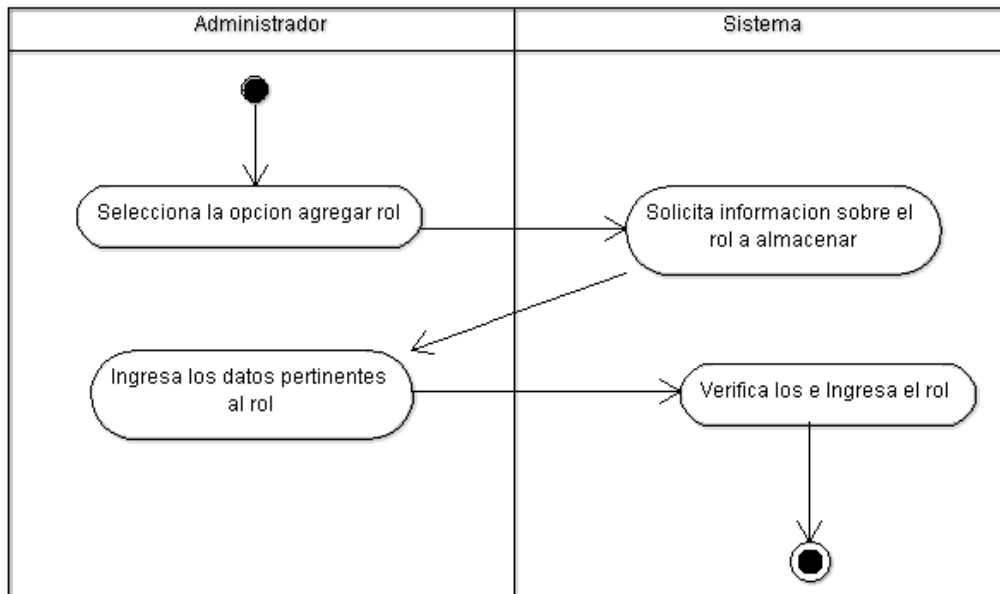 Administrador
Sistema
Selecciona la opcion agregar rol
Solicita informacion sobre el
rol a almacenar
Ingresa los datos pertinentes
al rol
Verifica los e Ingresa el rol